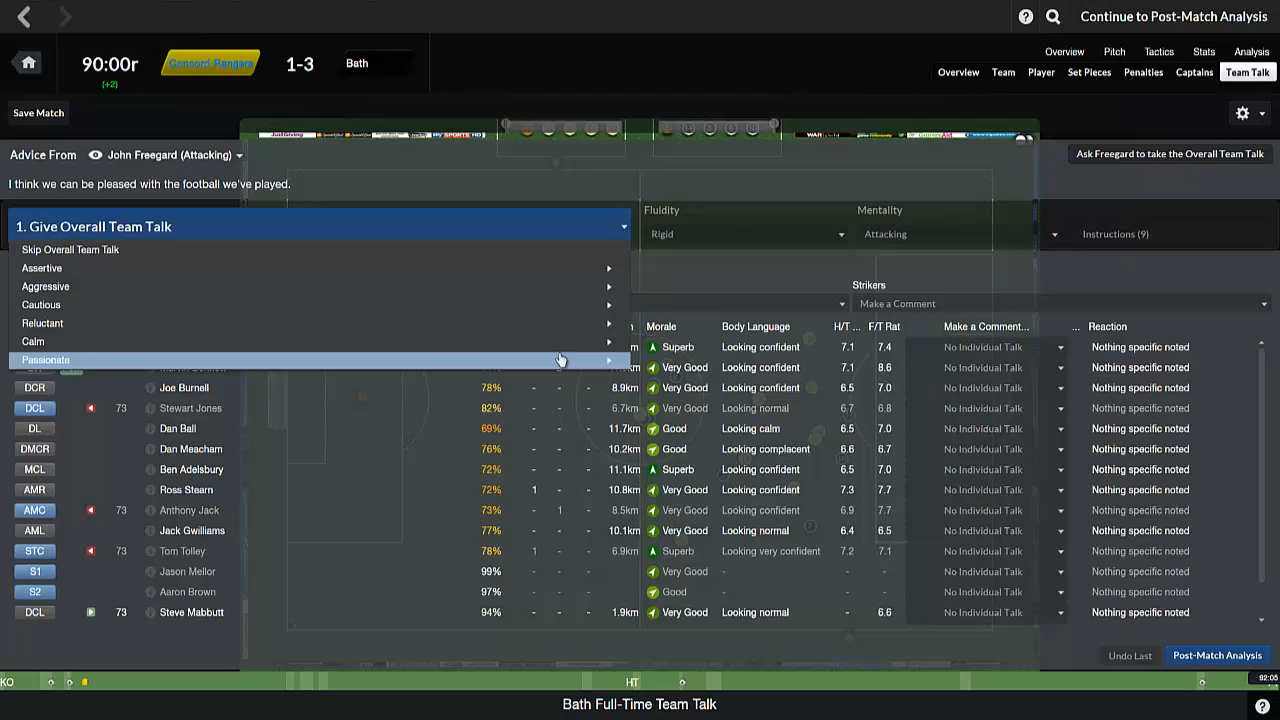 Continue to Post-Match Analysis
90:00r
(+2)
Concord Rangers
1-3
Bath
Overview Pitch Tactics Stats Analysis
Overview Team Player Set Pieces Penalties Captains Team Talk
Save Match
Advice From John Freegard (Attacking)
Ask Freegard to take the Overall Team Talk
I think we can be pleased with the football we've played.
1. Give Overall Team Talk
Skip Overall Team Talk
Assertive
Aggressive
Cautious
Reluctant
Calm
Passionate
Fluidity Mentality
Rigid Attacking Instructions (9)
Strikers
Make a Comment
Morale Body Language H/T ... F/T Rat Make a Comment... ... Reaction
Superb Looking confident 7.1 7.4 No Individual Talk Nothing specific noted
Very Good Looking confident 7.1 8.6 No Individual Talk Nothing specific noted
DCR Joe Burnell 78% - - - 8.9km Very Good Looking confident 6.5 7.0 No Individual Talk Nothing specific noted
DCL 73 Stewart Jones 82% - - - 6.7km Very Good Looking normal 6.7 6.8 No Individual Talk Nothing specific noted
DL Dan Ball 69% - - - 11.7km Good Looking calm 6.5 7.0 No Individual Talk Nothing specific noted
DMCR Dan Meacham 76% - - - 10.2km Good Looking complacent 6.6 6.7 No Individual Talk Nothing specific noted
MCL Ben Adelsbury 72% - - - 11.1km Superb Looking confident 6.5 7.0 No Individual Talk Nothing specific noted
AMR Ross Stearn 72% 1 - - 10.8km Very Good Looking confident 7.3 7.7 No Individual Talk Nothing specific noted
AMC 73 Anthony Jack 73% - 1 - 8.5km Very Good Looking confident 6.9 7.7 No Individual Talk Nothing specific noted
AML Jack Gwilliams 77% - - - 10.1km Very Good Looking normal 6.4 6.5 No Individual Talk Nothing specific noted
STC 73 Tom Tolley 78% 1 - - 6.9km Superb Looking very confident 7.2 7.1 No Individual Talk Nothing specific noted
S1 Jason Mellor 99% Very Good - - - No Individual Talk Nothing specific noted
S2 Aaron Brown 97% Good - - - No Individual Talk Nothing specific noted
DCL 73 Steve Mabbutt 94% - - - 1.9km Very Good Looking normal - 6.6 No Individual Talk Nothing specific noted
Undo Last Post-Match Analysis
KO HT 92:05
Bath Full-Time Team Talk